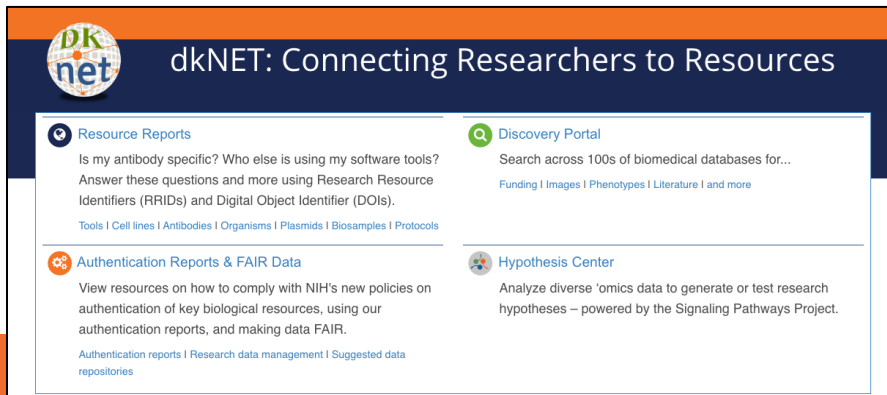 DK
net
dkNET: Connecting Researchers to Resources
Resource Reports
Is my antibody specific? Who else is using my software tools?
Answer these questions and more using Research Resource
Identifiers (RRIDs) and Digital Object Identifier (DOIs).
Tools I Cell lines I Antibodies I Organisms I Plasmids I Biosamples I Protocols
Discovery Portal
Search across 100s of biomedical databases for...
Funding I Images I Phenotypes I Literature I and more
Authentication Reports & FAIR Data
View resources on how to comply with NIH's new policies on
authentication of key biological resources, using our
authentication reports, and making data FAIR.
Authentication reports I Research data management I Suggested data
repositories
Hypothesis Center
Analyze diverse ‘omics data to generate or test research
hypotheses – powered by the Signaling Pathways Project.